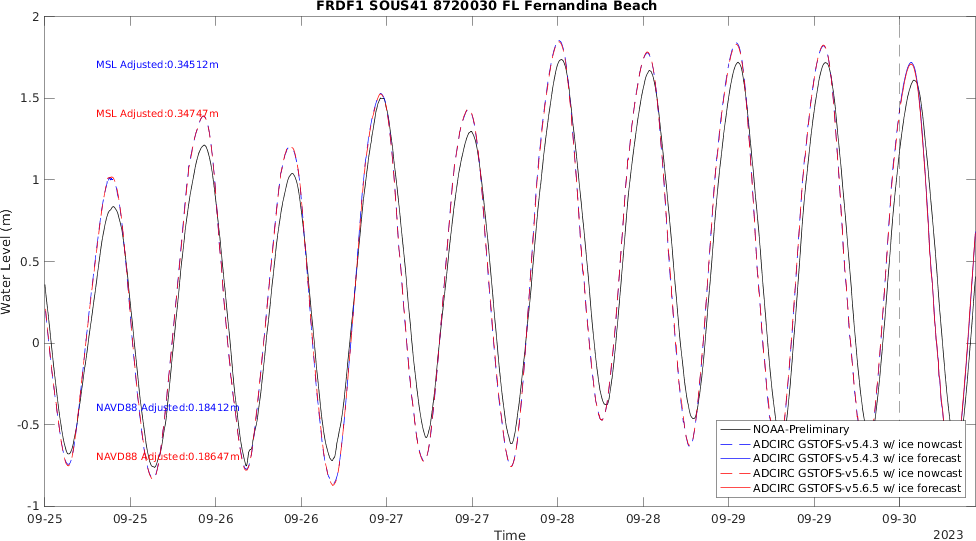 FRDF1 SOUS41 8720030 FL Fernandina Beach
2
MSL Adjusted:0.34512m
1.5
MSL Adjusted:0.34747m
1
0.5
Water Level (m)
0
NAVD88 Adjusted:0.18412m
-0.5
NAVD88 Adjusted:0.18647m
-1
NOAA-Preliminary
ADCIRC GSTOFS-v5.4.3 w/ ice nowcast
ADCIRC GSTOFS-v5.4.3 w/ ice forecast
ADCIRC GSTOFS-v5.6.5 w/ ice nowcast
ADCIRC GSTOFS-v5.6.5 w/ ice forecast
09-25 09-25 09-26 09-26 09-27 09-27 09-28 09-28 09-29 09-29 09-30
Time
2023